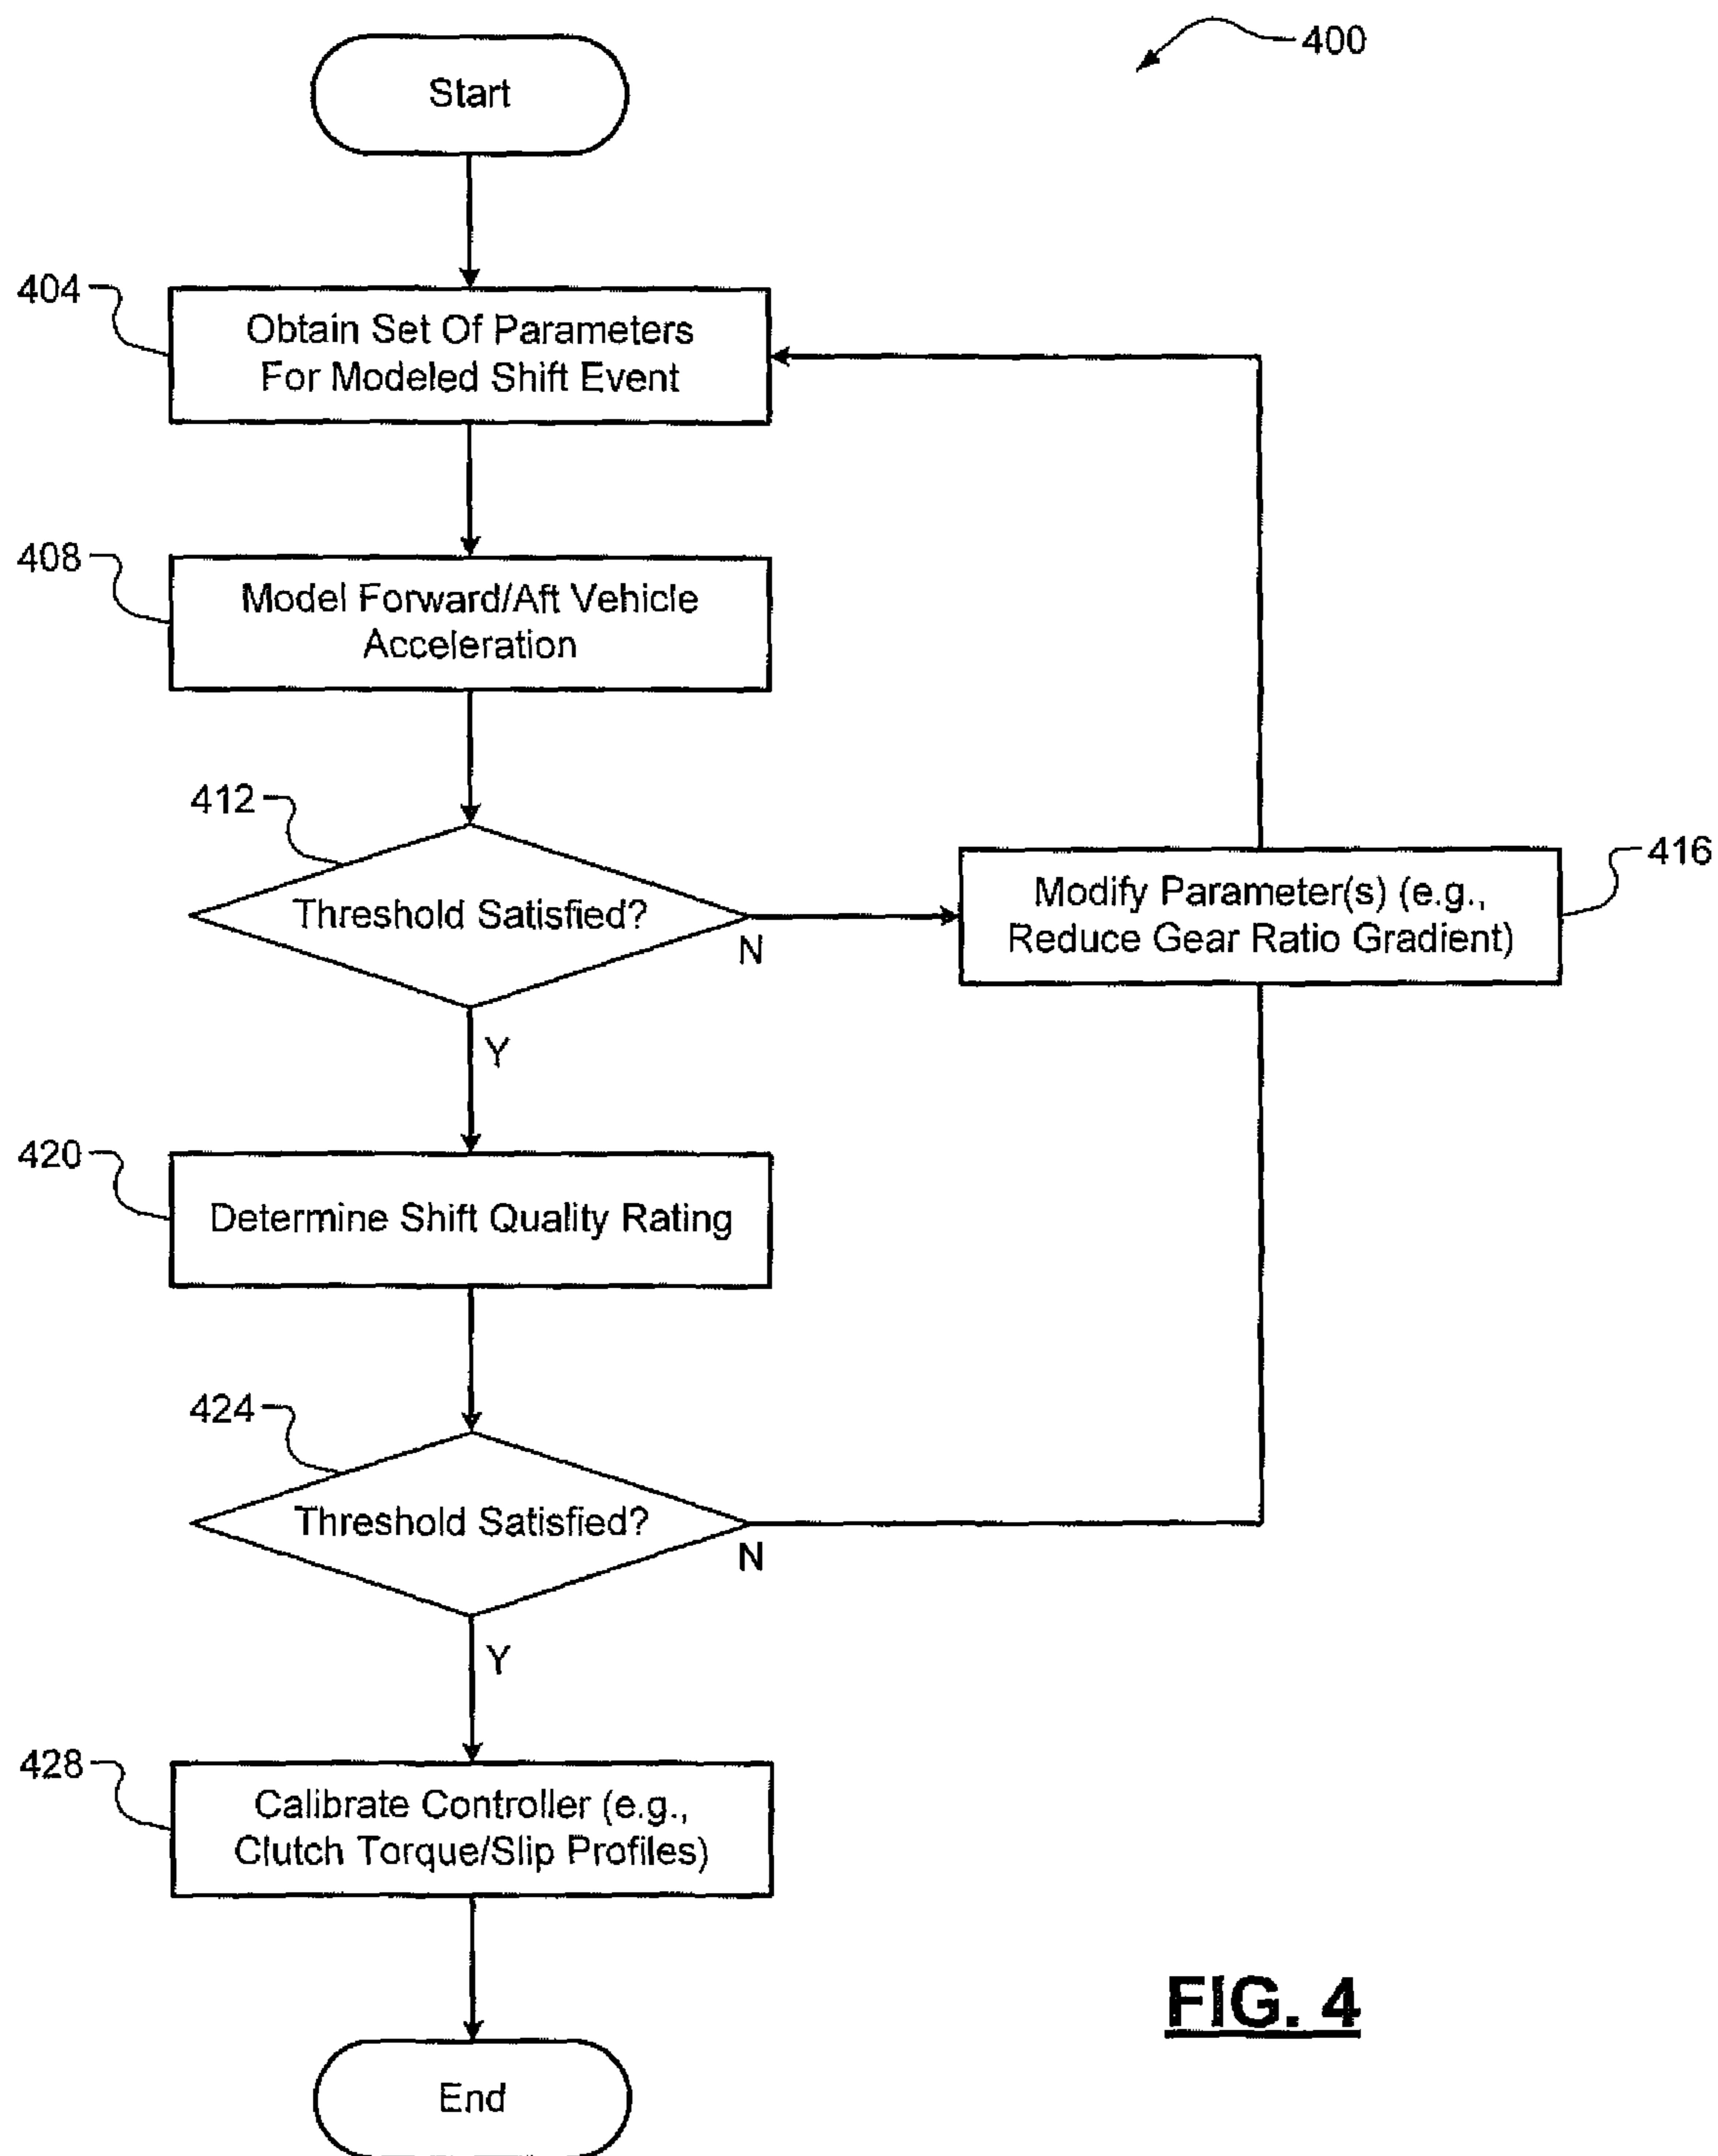 400
Start
404
Obtain Set Of Parameters
For Modeled Shift Event
408
Model Forward/Aft Vehicle
Acceleration
412
Threshold Satisfied?
N
416
Modify Parameter(s) (e.g.,
Reduce Gear Ratio Gradient)
Y
420
Determine Shift Quality Rating
424
Threshold Satisfied?
N
Y
428
Calibrate Controller (e.g.,
Clutch Torque/Slip Profiles)
End
FIG. 4